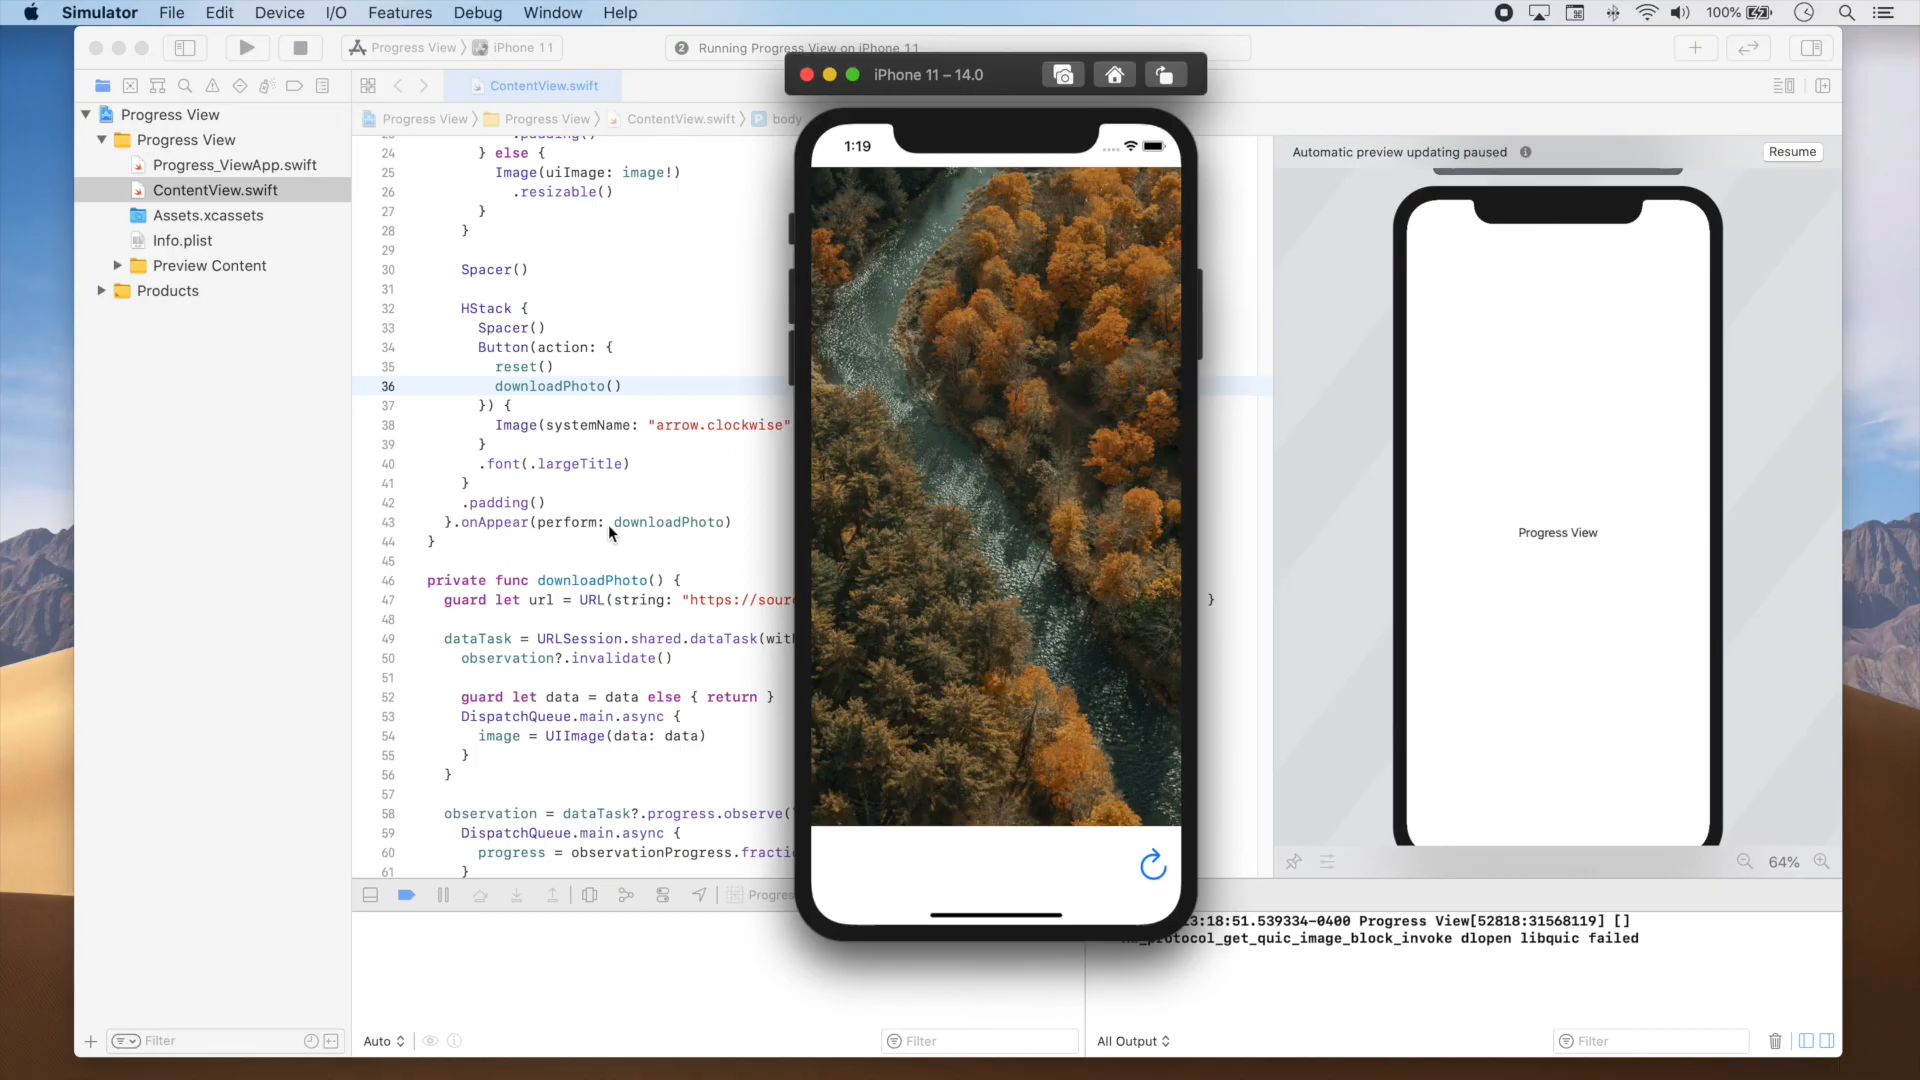 Simulator File Edit Device I/O Features Debug Window Help 100%
Progress View iPhone 11
2 Running Progress View on iPhone 11
iPhone 11 – 14.0
ContentView.swift
Progress View
Progress View
Progress_ViewApp.swift
ContentView.swift
Assets.xcassets
Info.plist
Preview Content
Products
Progress View Progress View ContentView.swift P body
.padding()
24 } else {
25 Image(uiImage: image!)
26 .resizable()
27 }
28 }
29
30 Spacer()
31
32 HStack {
33 Spacer()
34 Button(action: {
35 reset()
36 downloadPhoto()
37 }) {
38 Image(systemName: "arrow.clockwise"
39 }
40 .font(.largeTitle)
41 }
42 .padding()
43 }.onAppear(perform: downloadPhoto)
44 }
45
46 private func downloadPhoto() {
47 guard let url = URL(string: "https://sour }
48
49 dataTask = URLSession.shared.dataTask(wit
50 observation?.invalidate()
51
52 guard let data = data else { return }
53 DispatchQueue.main.async {
54 image = UIImage(data: data)
55 }
56 }
57
58 observation = dataTask?.progress.observe(
59 DispatchQueue.main.async {
60 progress = observationProgress.fracti
61 }
1:19
Automatic preview updating paused Resume
Progress View
64%
Progres
3:18:51.539334-0400 Progress View[52818:31568119] []
protocol_get_quic_image_block_invoke dlopen libquic failed
Filter
Auto
Filter
All Output
Filter